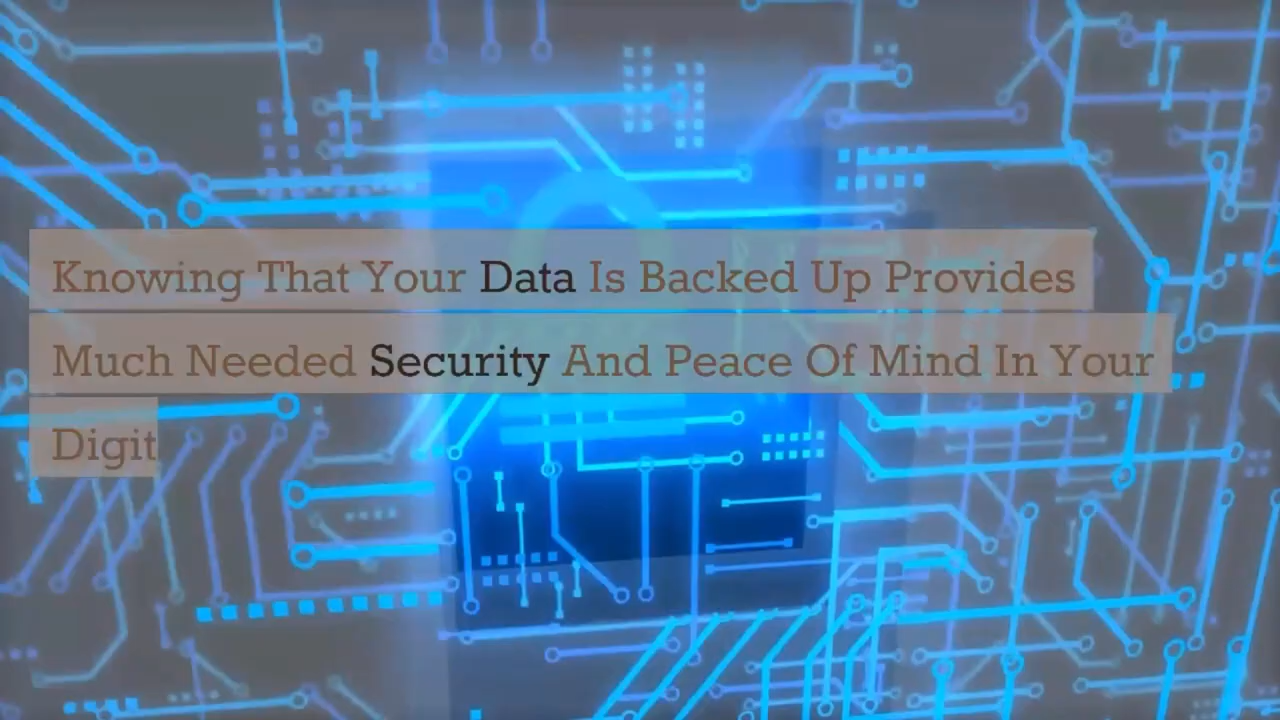 Knowing That Your Data Is Backed Up Provides
Much Needed Security And Peace Of Mind In Your
Digit